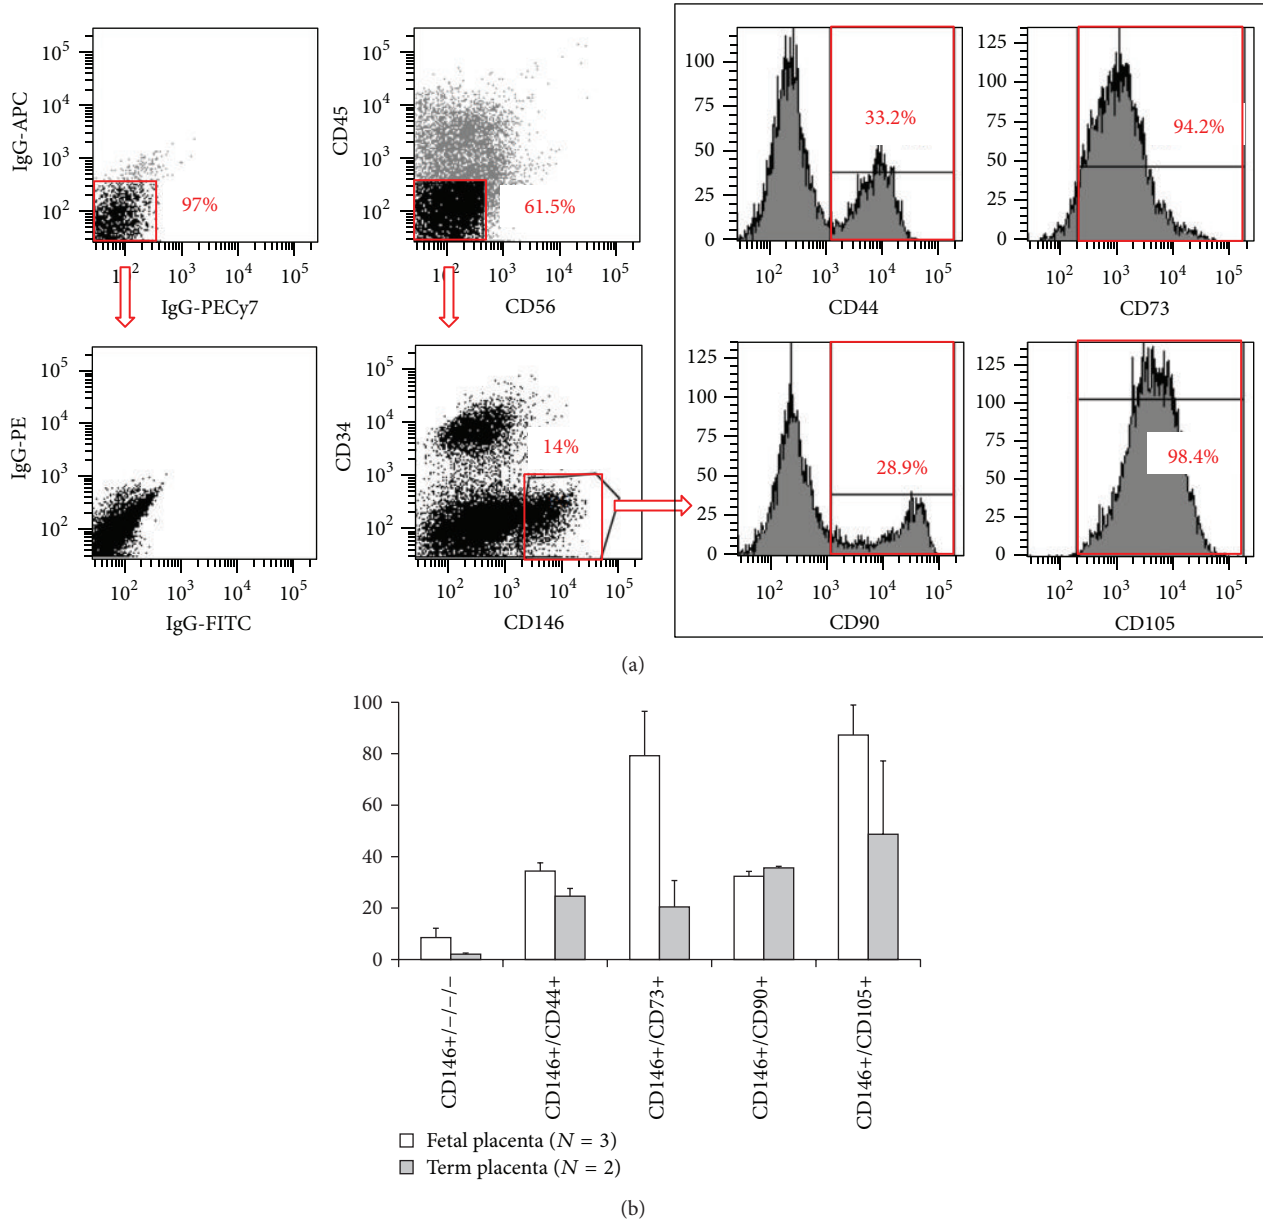 10^5
10^4
10^3
10^2
IgG-APC
97%
10^2 10^3 10^4 10^5
IgG-PECy7
10^5
10^4
10^3
10^2
CD45
61.5%
10^2 10^3 10^4 10^5
CD56
100
75
50
25
0
33.2%
10^2 10^3 10^4 10^5
CD44
125
100
75
50
25
0
94.2%
10^2 10^3 10^4 10^5
CD73
10^5
10^4
10^3
10^2
IgG-PE
10^2 10^3 10^4 10^5
IgG-FITC
10^5
10^4
10^3
10^2
CD34
14%
10^2 10^3 10^4 10^5
CD146
125
100
75
50
25
0
28.9%
10^2 10^3 10^4 10^5
CD90
125
100
75
50
25
0
98.4%
10^2 10^3 10^4 10^5
CD105
(a)
100
80
60
40
20
0
CD146+/−/−/−
CD146+/CD44+
CD146+/CD73+
CD146+/CD90+
CD146+/CD105+
Fetal placenta (N = 3)
Term placenta (N = 2)
(b)